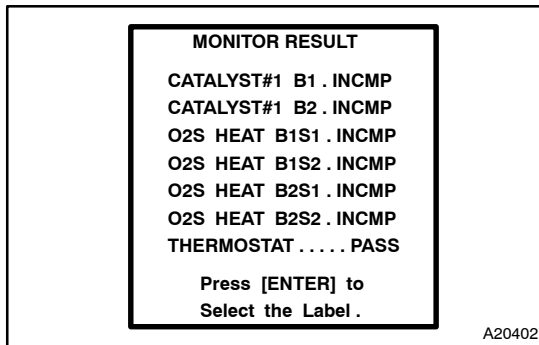 MONITOR RESULT
CATALYST#1 B1 . INCMP
CATALYST#1 B2 . INCMP
O2S HEAT B1S1 . INCMP
O2S HEAT B1S2 . INCMP
O2S HEAT B2S1 . INCMP
O2S HEAT B2S2 . INCMP
THERMOSTAT . . . . . PASS
Press [ENTER] to
Select the Label .
A20402